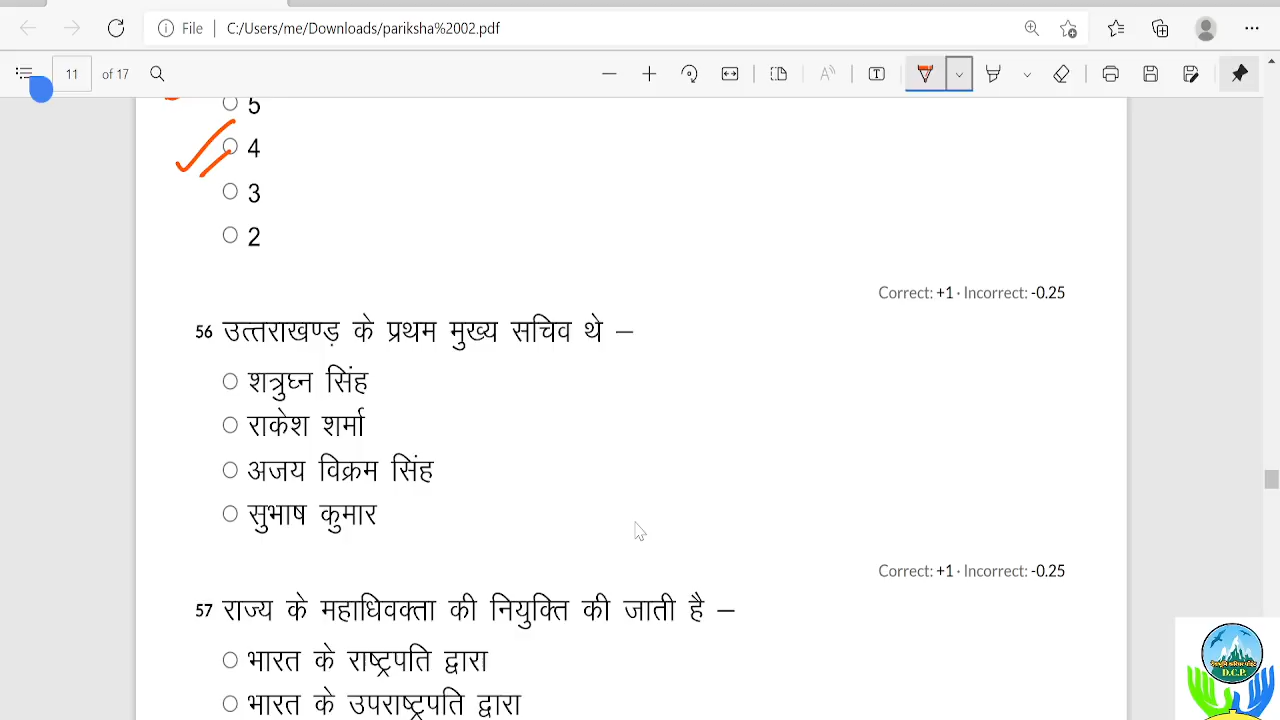 File
C:/Users/me/Downloads/pariksha%2002.pdf
11 of 17
5
4
3
2
Correct: +1 · Incorrect: -0.25
56 उत्तराखण्ड़ के प्रथम मुख्य सचिव थे –
शत्रुघ्न सिंह
राकेश शर्मा
अजय विक्रम सिंह
सुभाष कुमार
Correct: +1 · Incorrect: -0.25
57 राज्य के महाधिवक्ता की नियुक्ति की जाती है –
भारत के राष्ट्रपति द्वारा
भारत के उपराष्ट्रपति द्वारा
D.C.P.